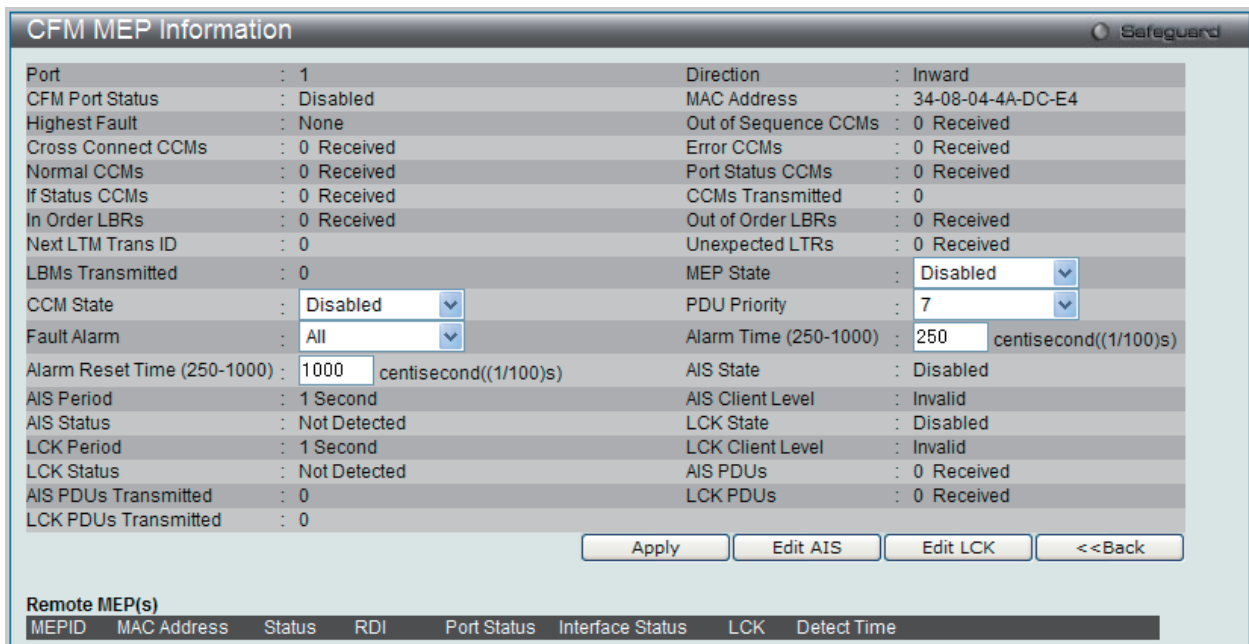 CFM MEP Information Safeguard
Port : 1 Direction : Inward
CFM Port Status : Disabled MAC Address : 34-08-04-4A-DC-E4
Highest Fault : None Out of Sequence CCMs : 0 Received
Cross Connect CCMs : 0 Received Error CCMs : 0 Received
Normal CCMs : 0 Received Port Status CCMs : 0 Received
If Status CCMs : 0 Received CCMs Transmitted : 0
In Order LBRs : 0 Received Out of Order LBRs : 0 Received
Next LTM Trans ID : 0 Unexpected LTRs : 0 Received
LBMs Transmitted : 0 MEP State : Disabled
CCM State : Disabled PDU Priority : 7
Fault Alarm : All Alarm Time (250-1000) : 250 centisecond((1/100)s)
Alarm Reset Time (250-1000) : 1000 centisecond((1/100)s) AIS State : Disabled
AIS Period : 1 Second AIS Client Level : Invalid
AIS Status : Not Detected LCK State : Disabled
LCK Period : 1 Second LCK Client Level : Invalid
LCK Status : Not Detected AIS PDUs : 0 Received
AIS PDUs Transmitted : 0 LCK PDUs : 0 Received
LCK PDUs Transmitted : 0
Apply Edit AIS Edit LCK <<Back
Remote MEP(s)
MEPID MAC Address Status RDI Port Status Interface Status LCK Detect Time